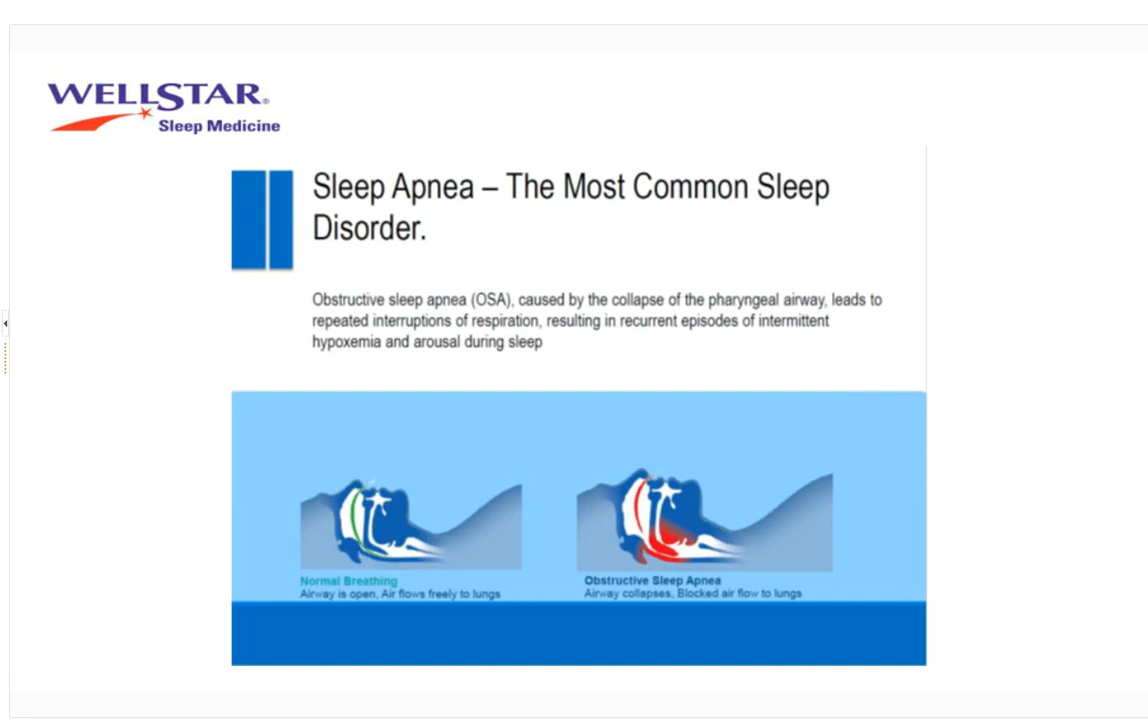 WELLSTAR®
Sleep Medicine
Sleep Apnea – The Most Common Sleep
Disorder.
Obstructive sleep apnea (OSA), caused by the collapse of the pharyngeal airway, leads to
repeated interruptions of respiration, resulting in recurrent episodes of intermittent
hypoxemia and arousal during sleep
Normal Breathing
Airway is open, Air flows freely to lungs
Obstructive Sleep Apnea
Airway collapses, Blocked air flow to lungs